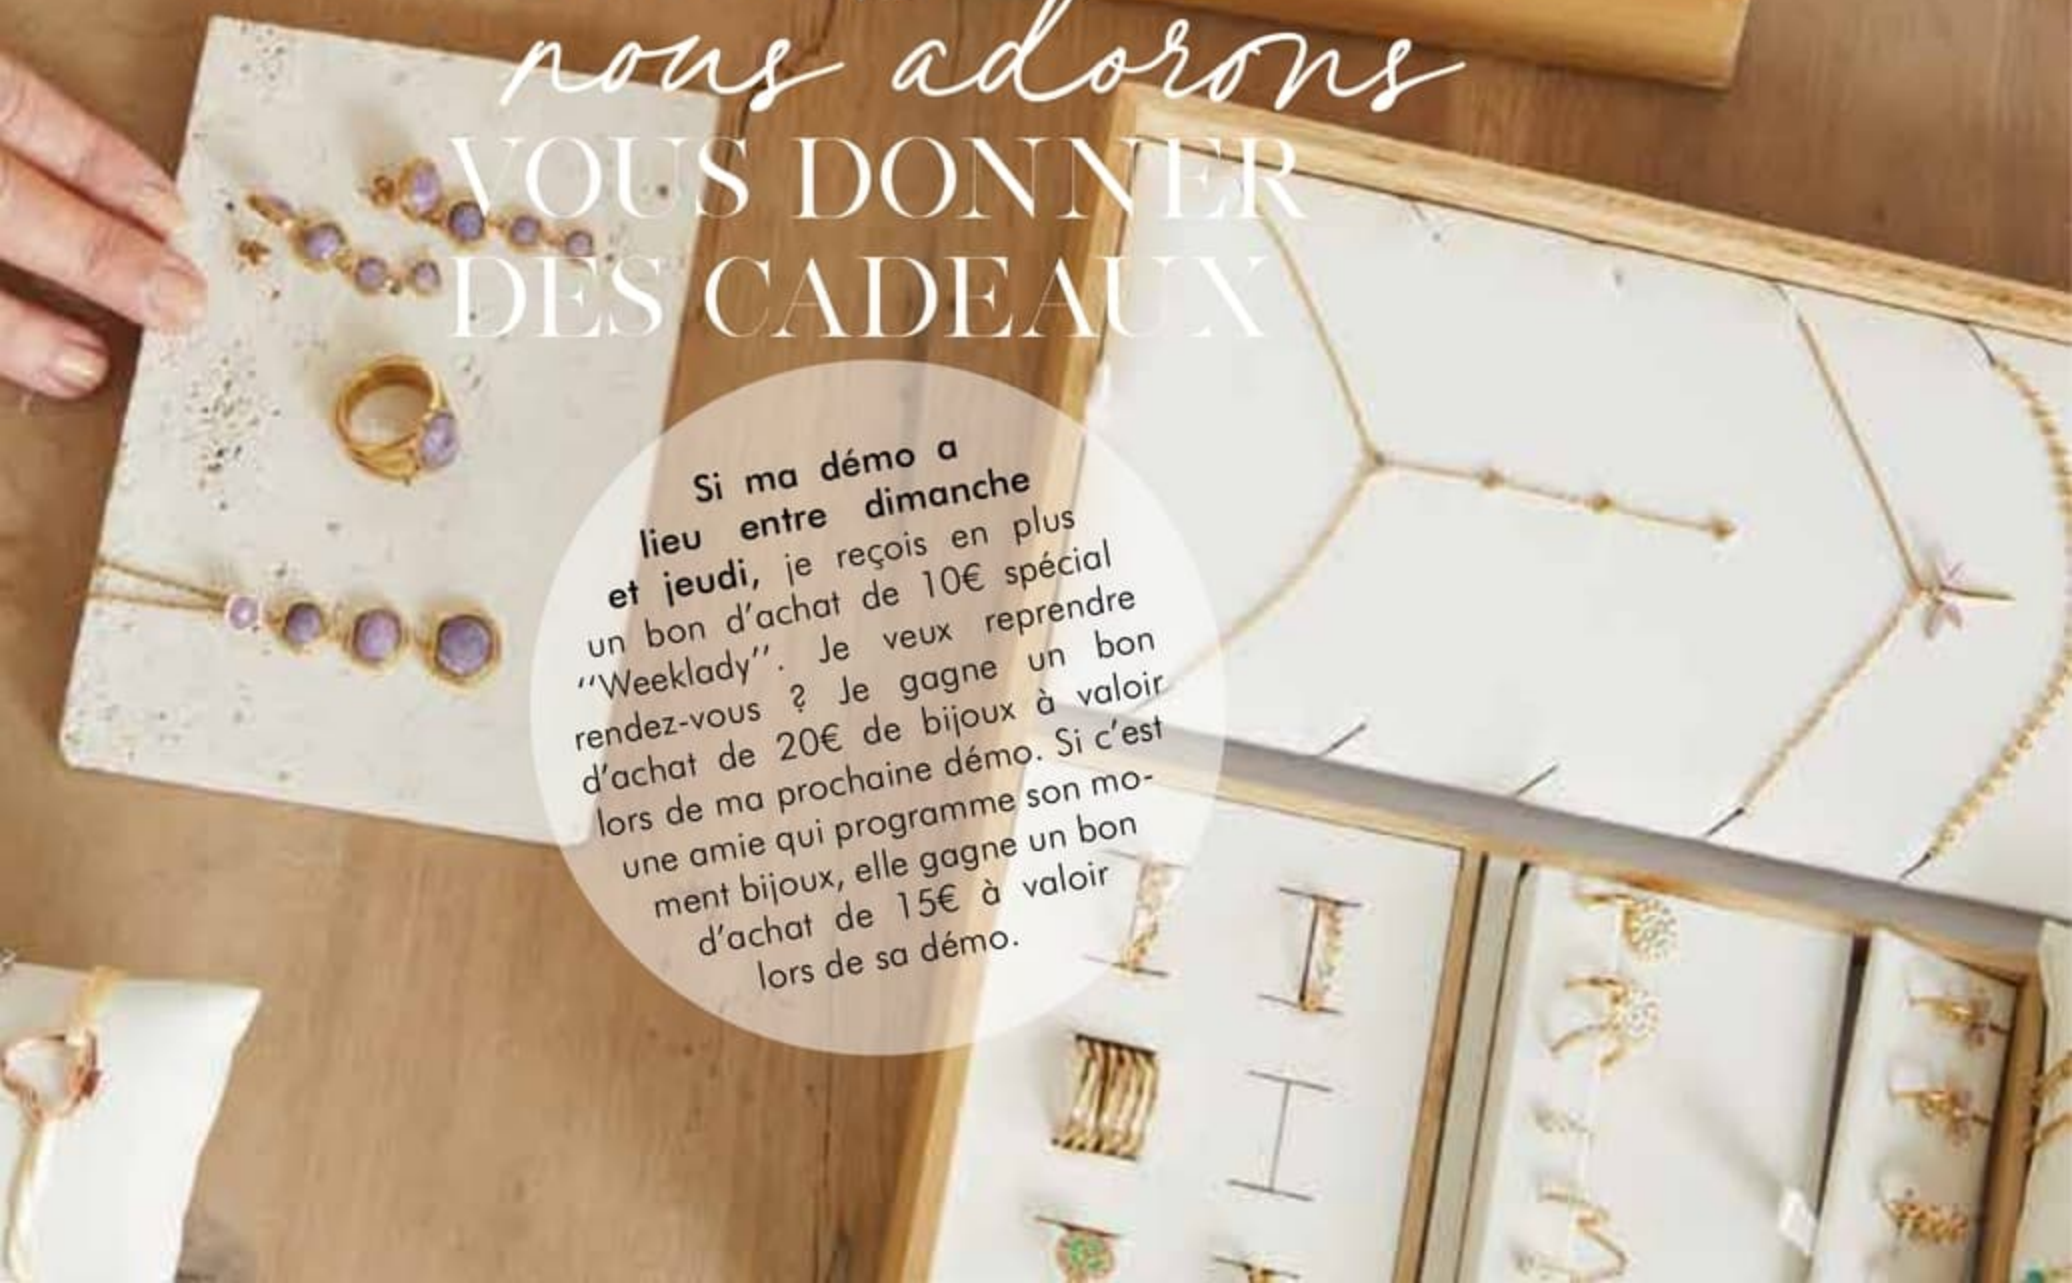 nous adorons
VOUS DONNER
DES CADEAUX
Si ma démo a
lieu entre dimanche
et jeudi, je reçois en plus
un bon d’achat de 10€ spécial
‘‘Weeklady’’. Je veux reprendre
rendez-vous ? Je gagne un bon
d’achat de 20€ de bijoux à valoir
lors de ma prochaine démo. Si c’est
une amie qui programme son mo-
ment bijoux, elle gagne un bon
d’achat de 15€ à valoir
lors de sa démo.